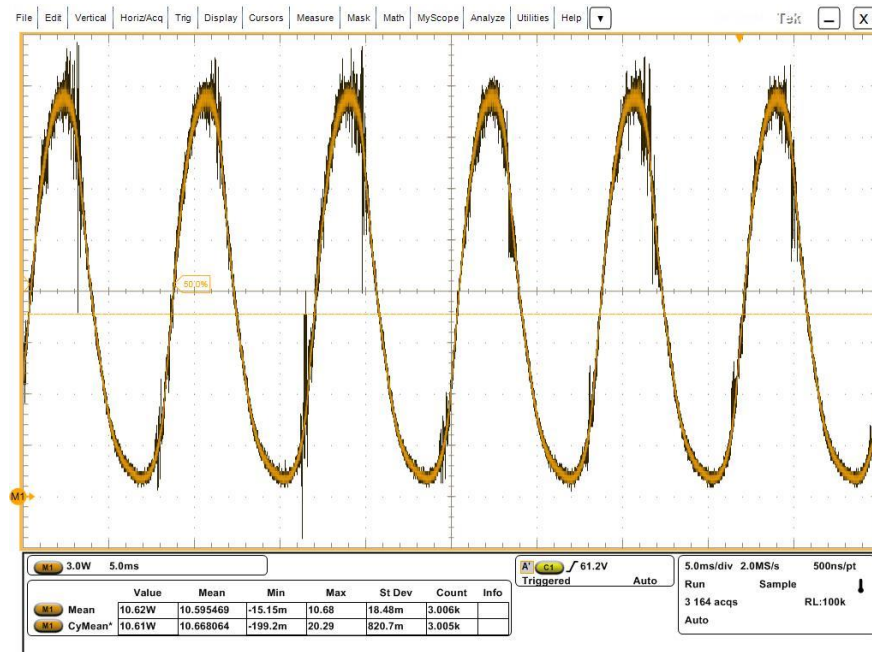 File Edit Vertical Horiz/Acq Trig Display Cursors Measure Mask Math MyScope Analyze Utilities Help Tek X
50.0%
M1
M1 3.0W 5.0ms
A' C1 61.2V
Triggered Auto
5.0ms/div 2.0MS/s 500ns/pt
Run Sample
3 164 acqs RL:100k
Auto
Value Mean Min Max St Dev Count Info
M1 Mean 10.62W 10.595469 -15.15m 10.68 18.48m 3.006k
M1 CyMean* 10.61W 10.668064 -199.2m 20.29 820.7m 3.005k